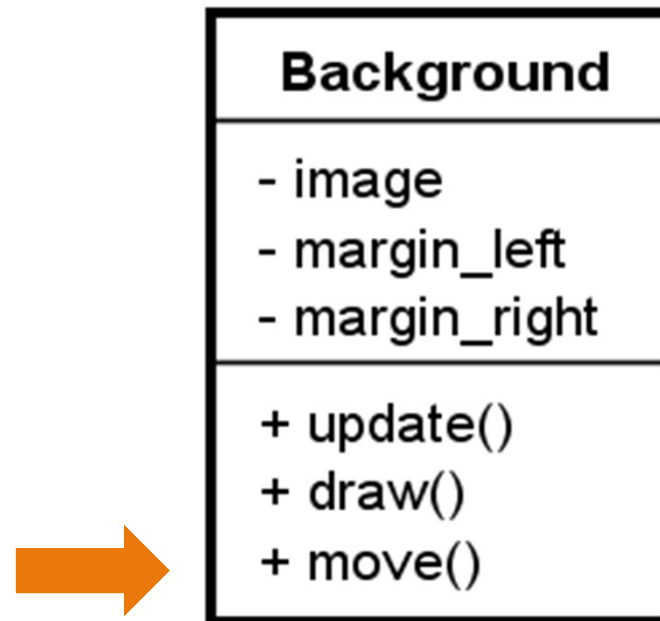 Background
- image
- margin_left
- margin_right
+ update()
+ draw()
+ move()